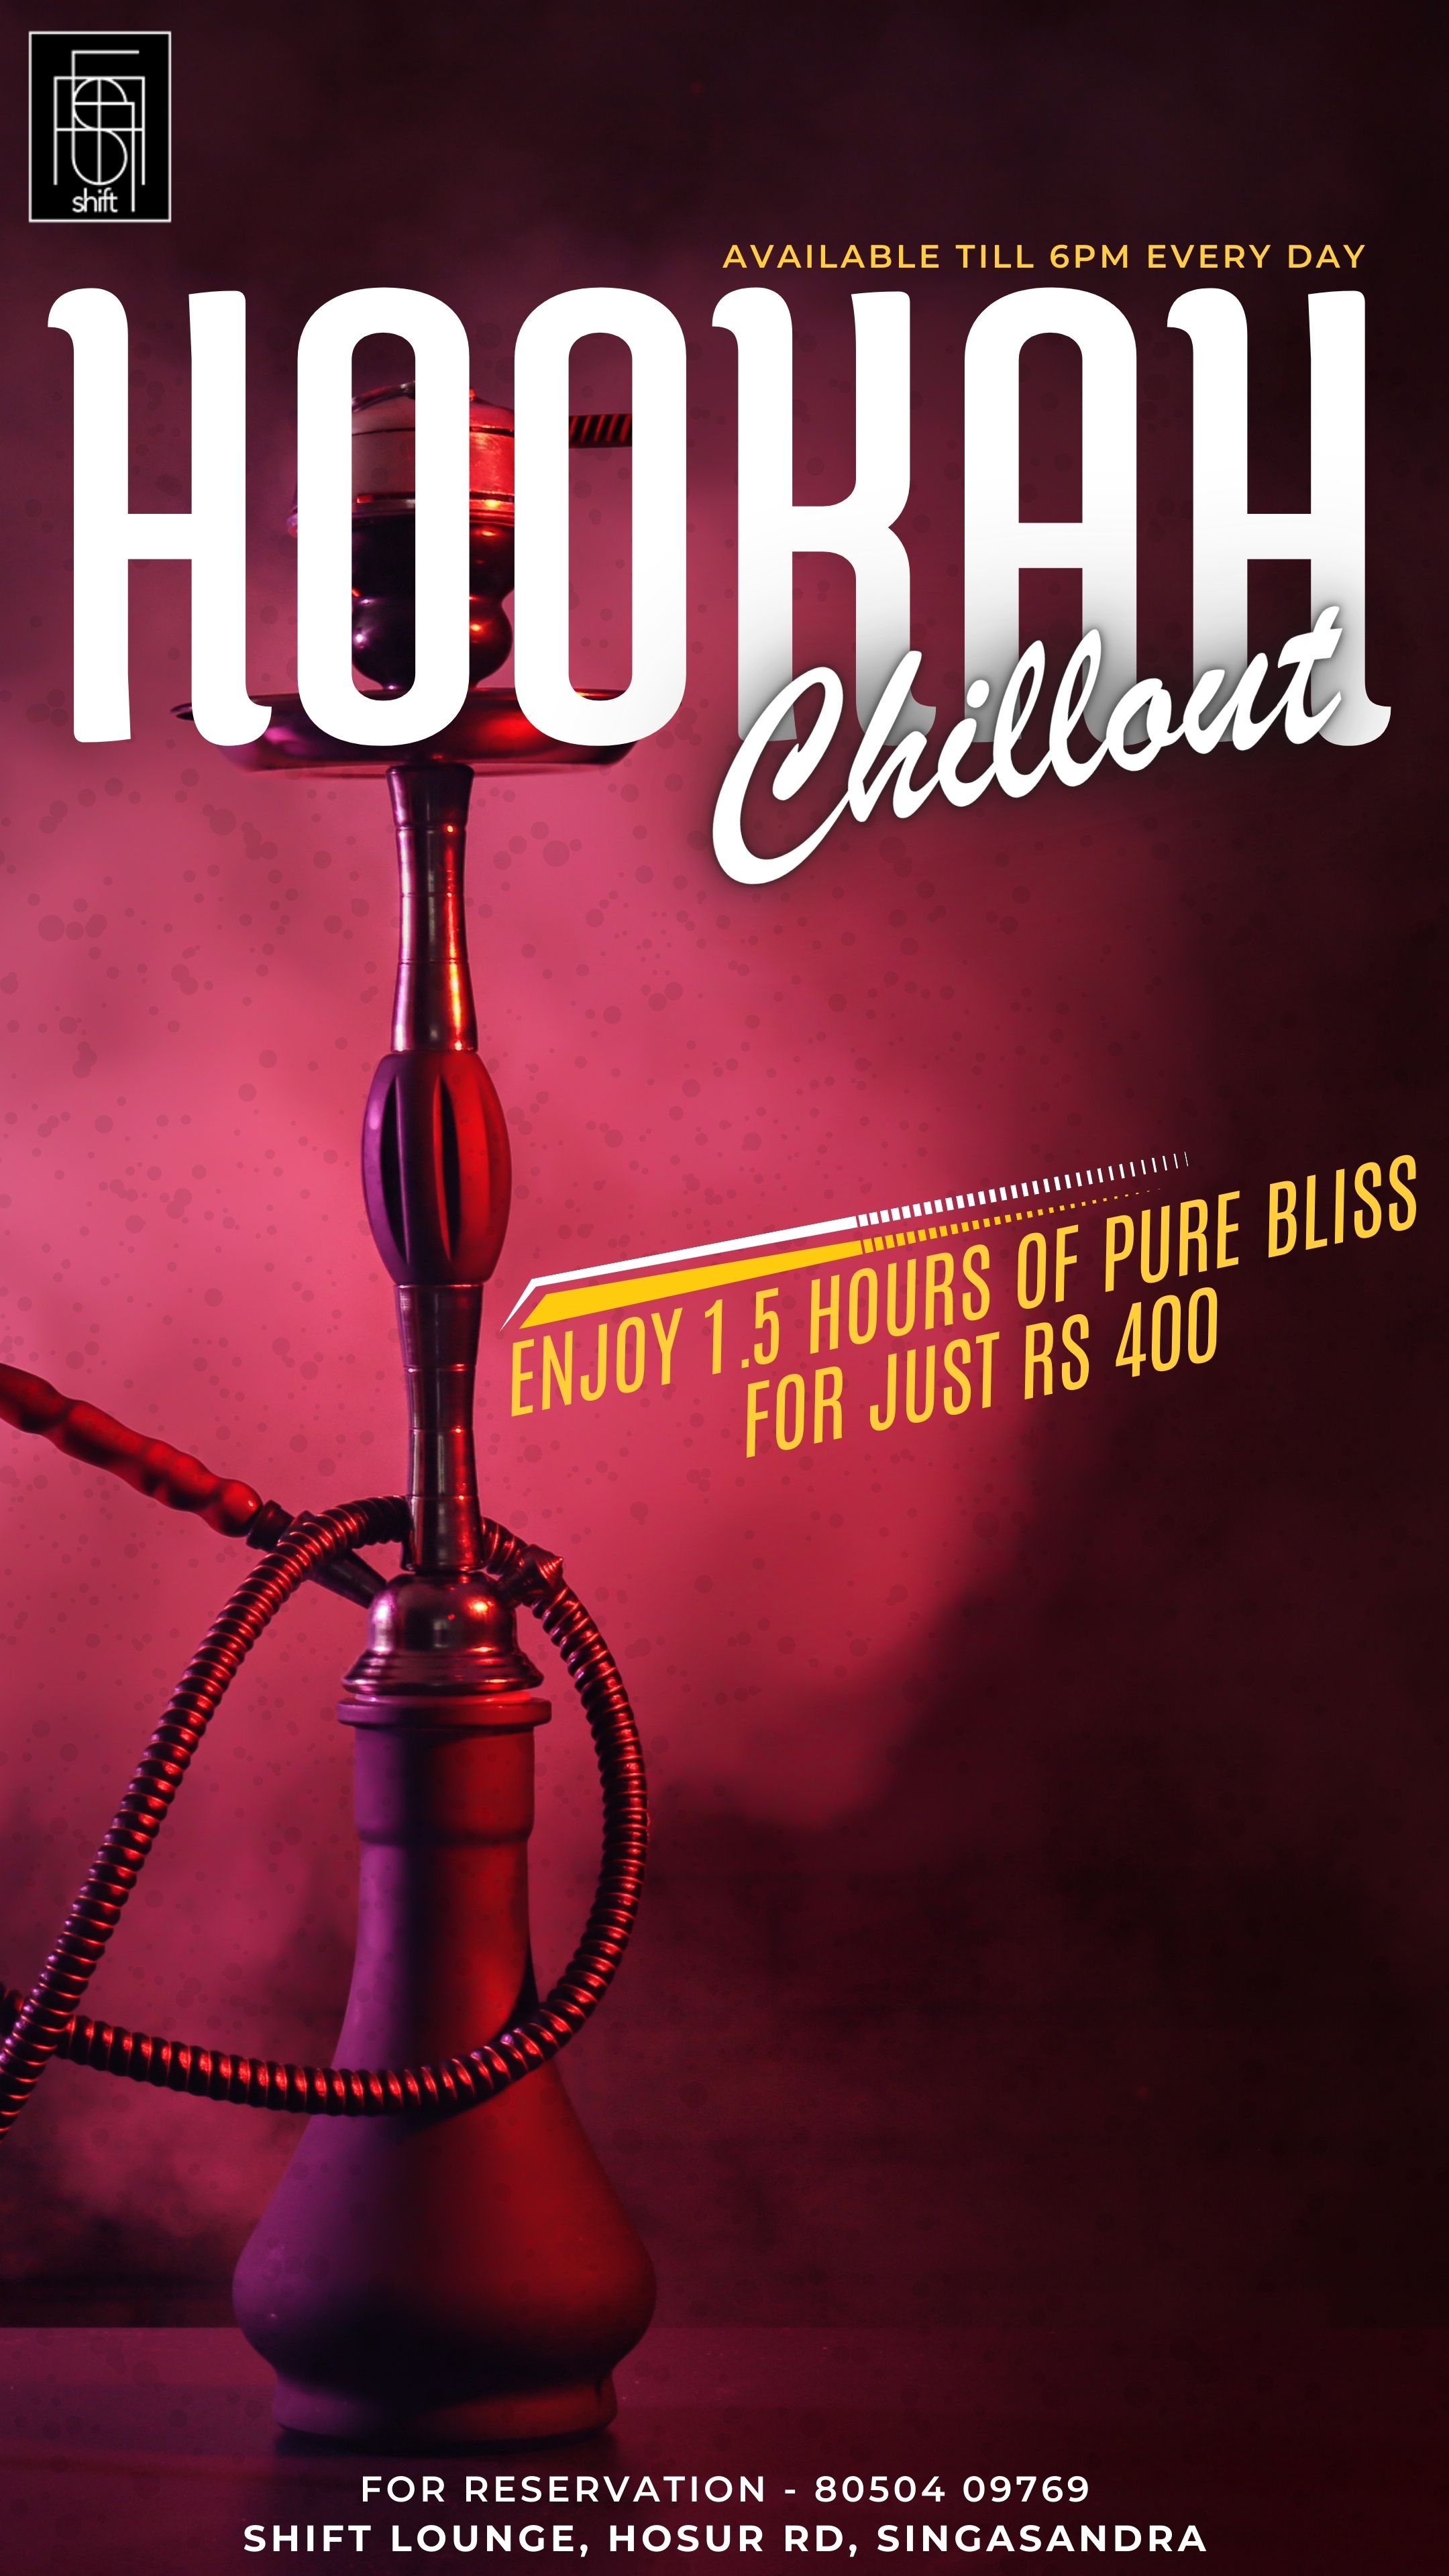 shift
AVAILABLE TILL 6PM EVERY DAY
HOOKAH
Chillout
ENJOY 1.5 HOURS OF PURE BLISS
FOR JUST RS 400
FOR RESERVATION - 80504 09769
SHIFT LOUNGE, HOSUR RD, SINGASANDRA